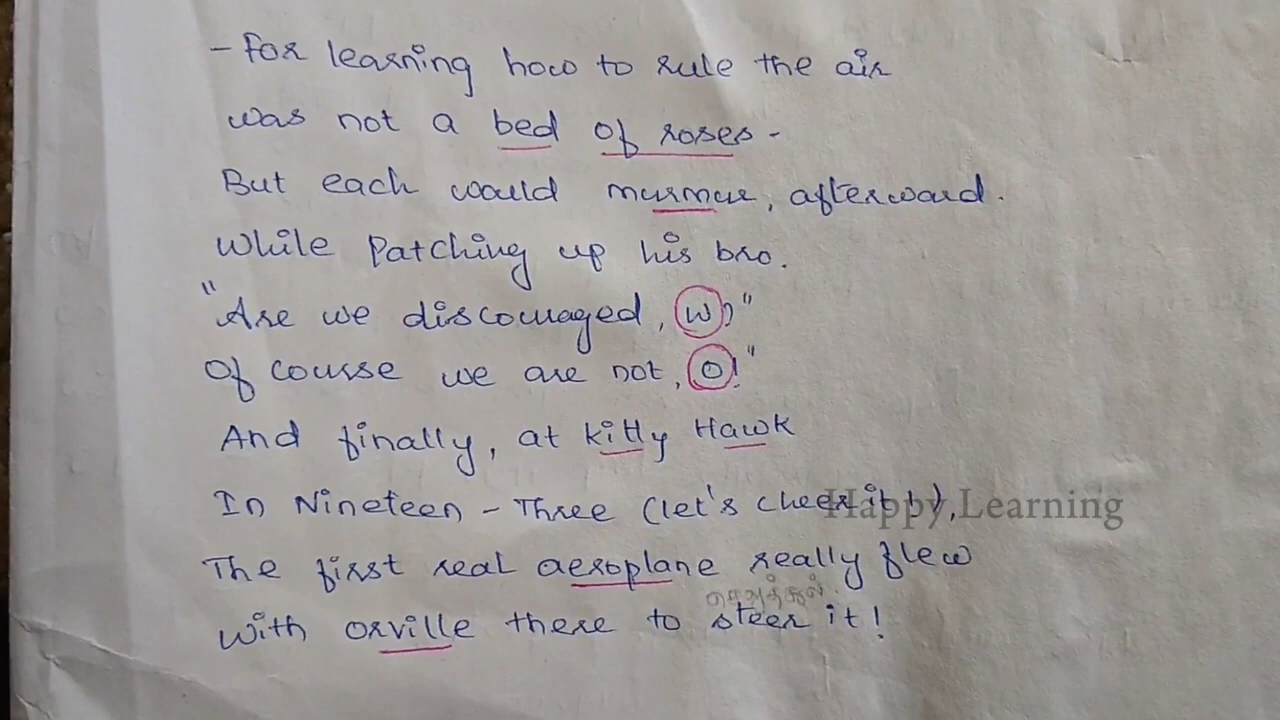 - For learning how to rule the air
was not a bed of roses -
But each would murmur, afterward.
While Patching up his bro.
"Are we discouraged, W?"
Of course we are not, O!"
And finally, at kitty Hawk
In Nineteen - Three (let's cheer it!),
Happy Learning
The first real aeroplane really flew
செலுத்துதல்
With orville there to steer it!